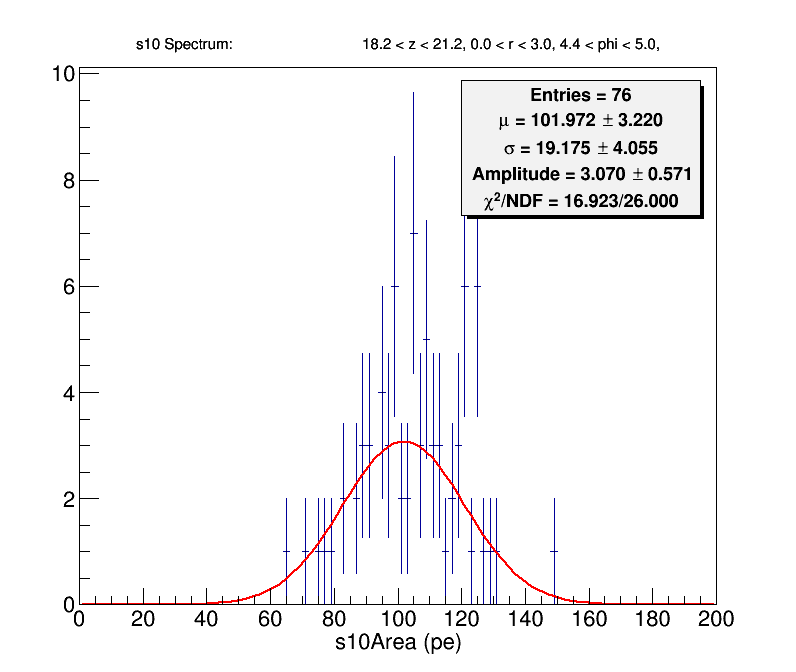 s10 Spectrum: 18.2 < z < 21.2, 0.0 < r < 3.0, 4.4 < phi < 5.0,
Entries = 76
μ = 101.972 ± 3.220
σ = 19.175 ± 4.055
Amplitude = 3.070 ± 0.571
χ²/NDF = 16.923/26.000
10
8
6
4
2
0
0 20 40 60 80 100 120 140 160 180 200
s10Area (pe)